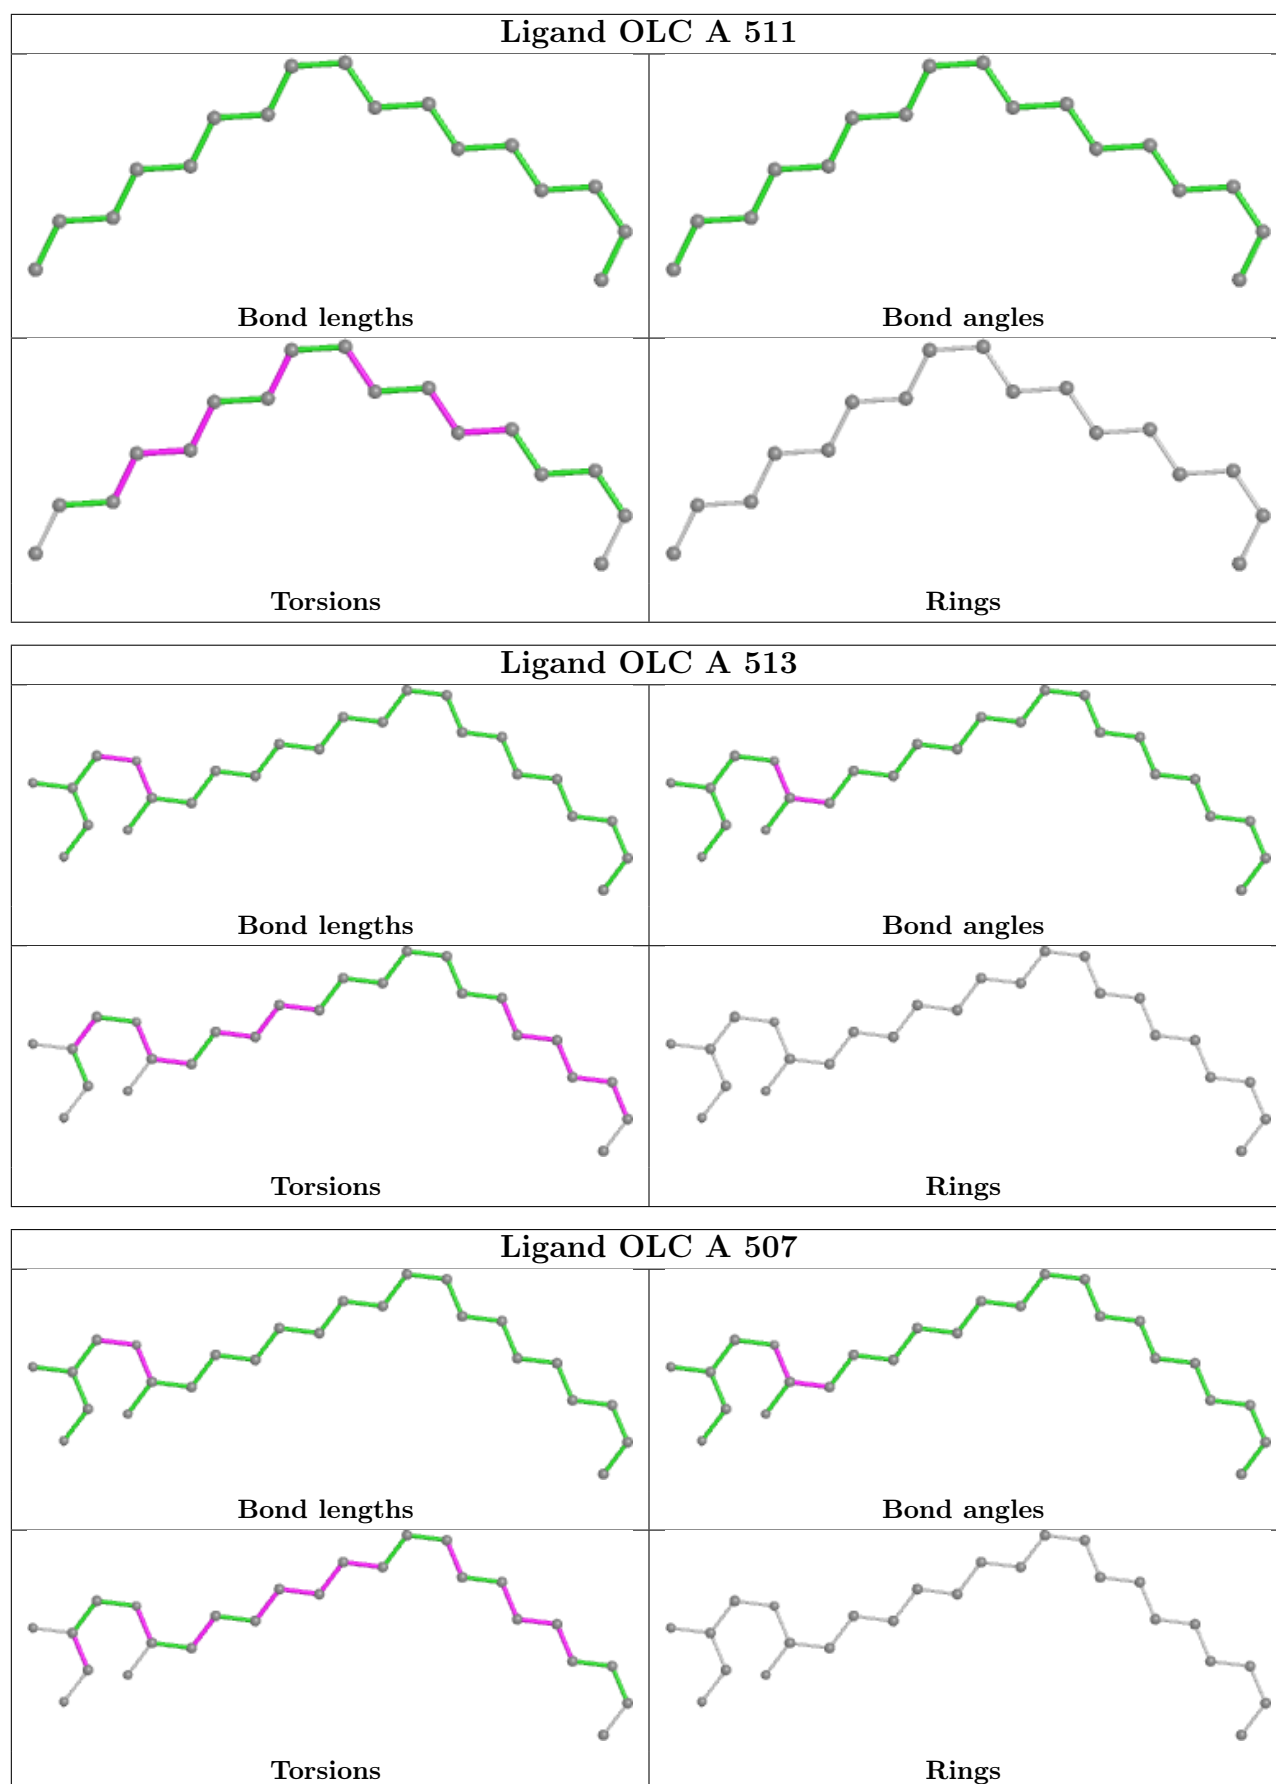 Ligand OLC A 511
Bond lengths
Bond angles
Torsions
Rings
Ligand OLC A 513
Bond lengths
Bond angles
Torsions
Rings
Ligand OLC A 507
Bond lengths
Bond angles
Torsions
Rings